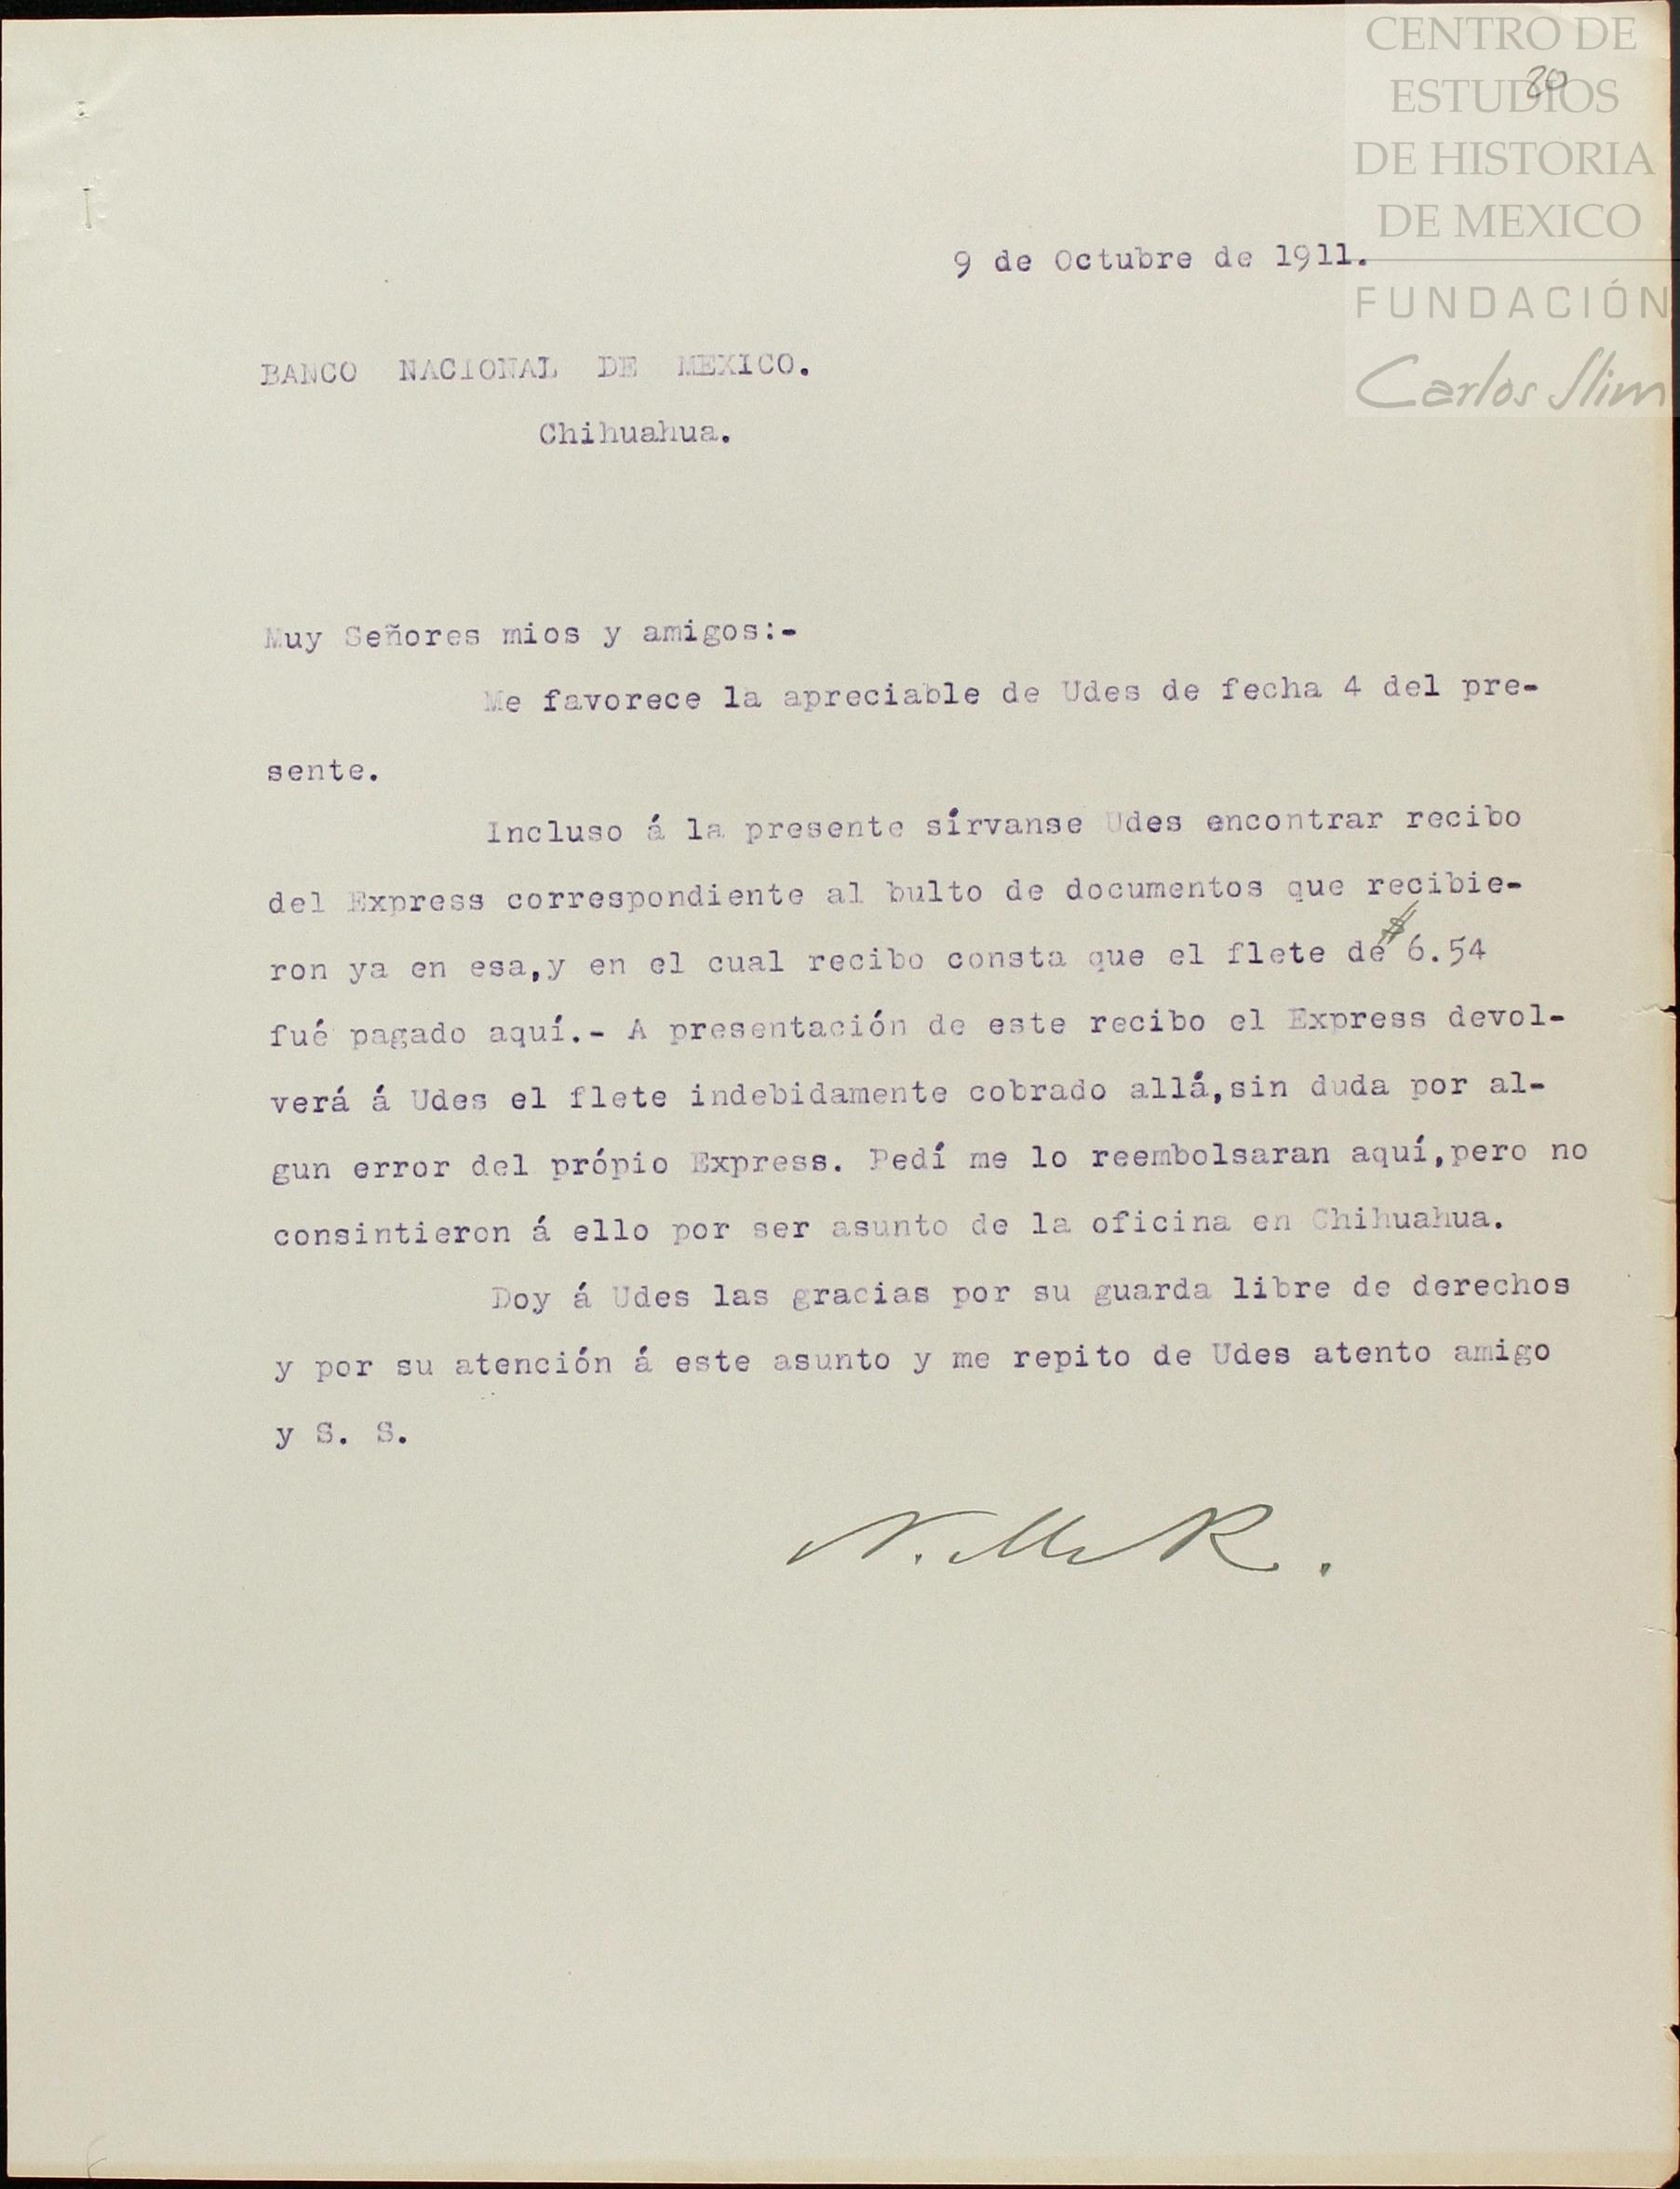 CENTRO DE
ESTUDIOS
DE HISTORIA
DE MEXICO
FUNDACIÓN
Carlos Slim
20
9 de Octubre de 1911.
BANCO NACIONAL DE MEXICO.
Chihuahua.
Muy Señores mios y amigos:-
Me favorece la apreciable de Udes de fecha 4 del pre-
sente.
Incluso á la presente sírvanse Udes encontrar recibo
del Express correspondiente al bulto de documentos que recibie-
ron ya en esa,y en el cual recibo consta que el flete de $ 6.54
fué pagado aquí.- A presentación de este recibo el Express devol-
verá á Udes el flete indebidamente cobrado allá,sin duda por al-
gun error del própio Express. Pedí me lo reembolsaran aquí,pero no
consintieron á ello por ser asunto de la oficina en Chihuahua.
Doy á Udes las gracias por su guarda libre de derechos
y por su atención á este asunto y me repito de Udes atento amigo
y S. S.
N. M R.